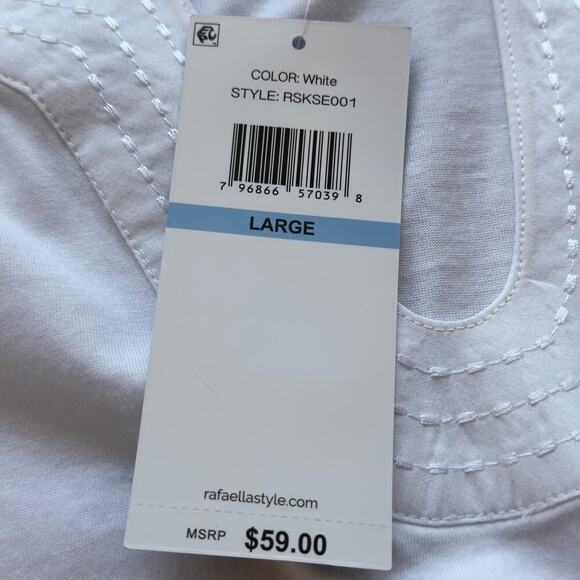 COLOR: White
STYLE: RSKSE001
7 96866 57039 8
LARGE
rafaellastyle.com
MSRP $59.00